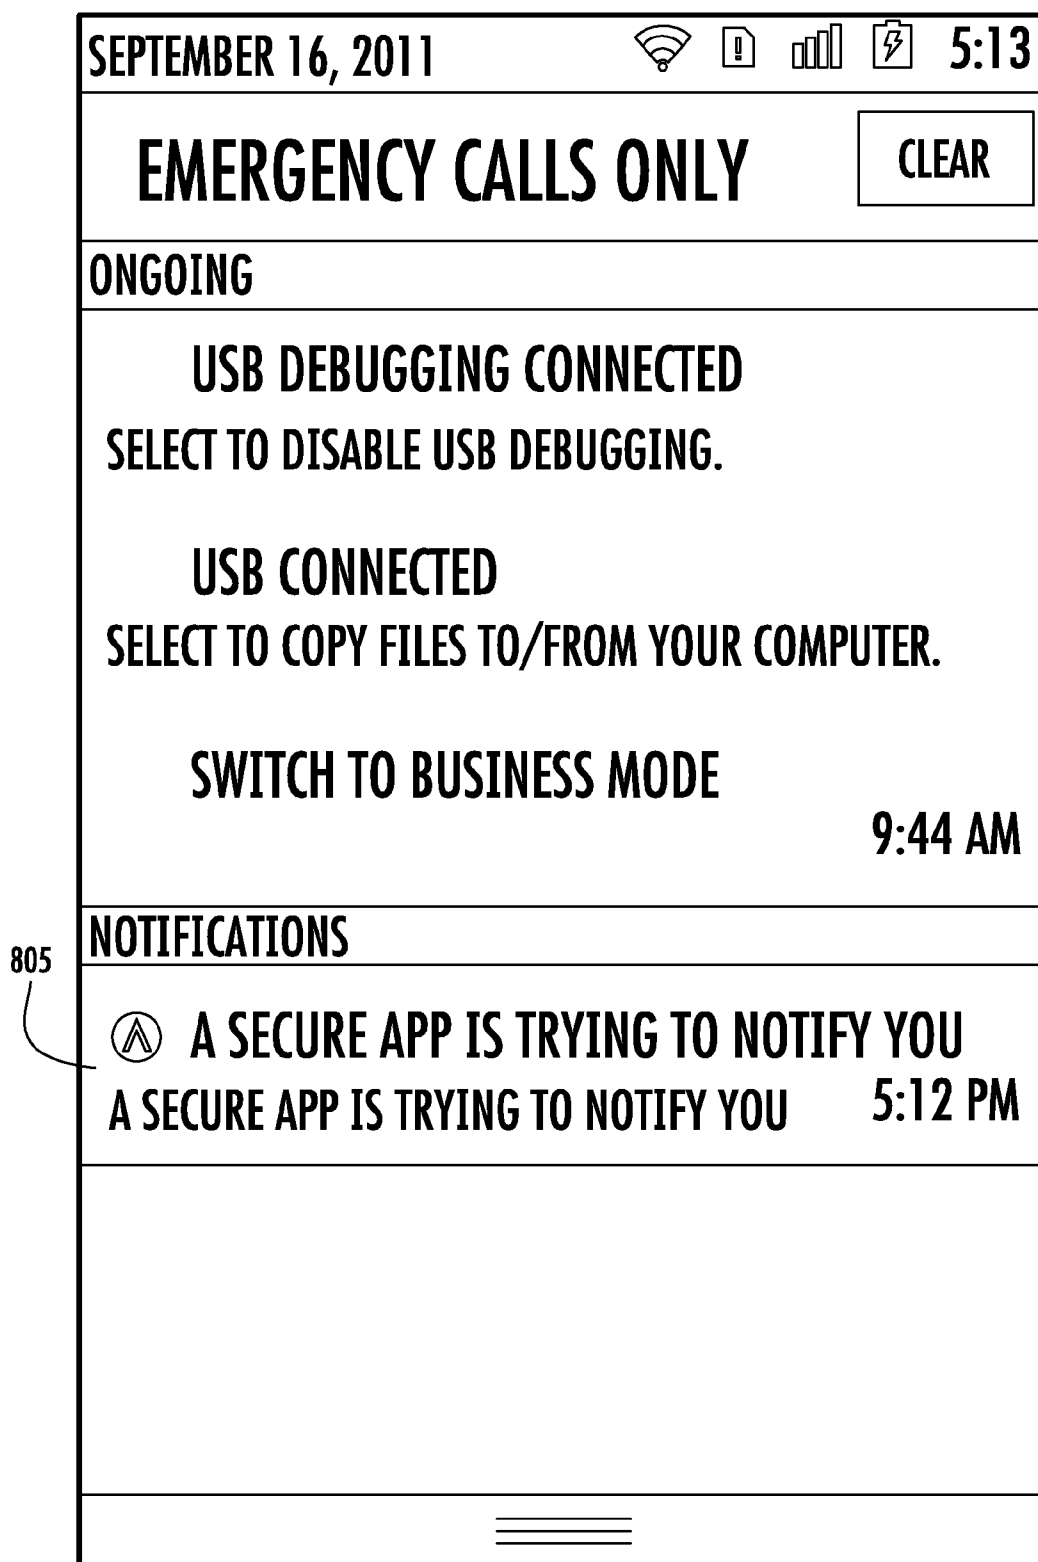 SEPTEMBER 16, 2011 5:13
EMERGENCY CALLS ONLY CLEAR
ONGOING
USB DEBUGGING CONNECTED
SELECT TO DISABLE USB DEBUGGING.
USB CONNECTED
SELECT TO COPY FILES TO/FROM YOUR COMPUTER.
SWITCH TO BUSINESS MODE
9:44 AM
NOTIFICATIONS
805
A SECURE APP IS TRYING TO NOTIFY YOU
A SECURE APP IS TRYING TO NOTIFY YOU 5:12 PM